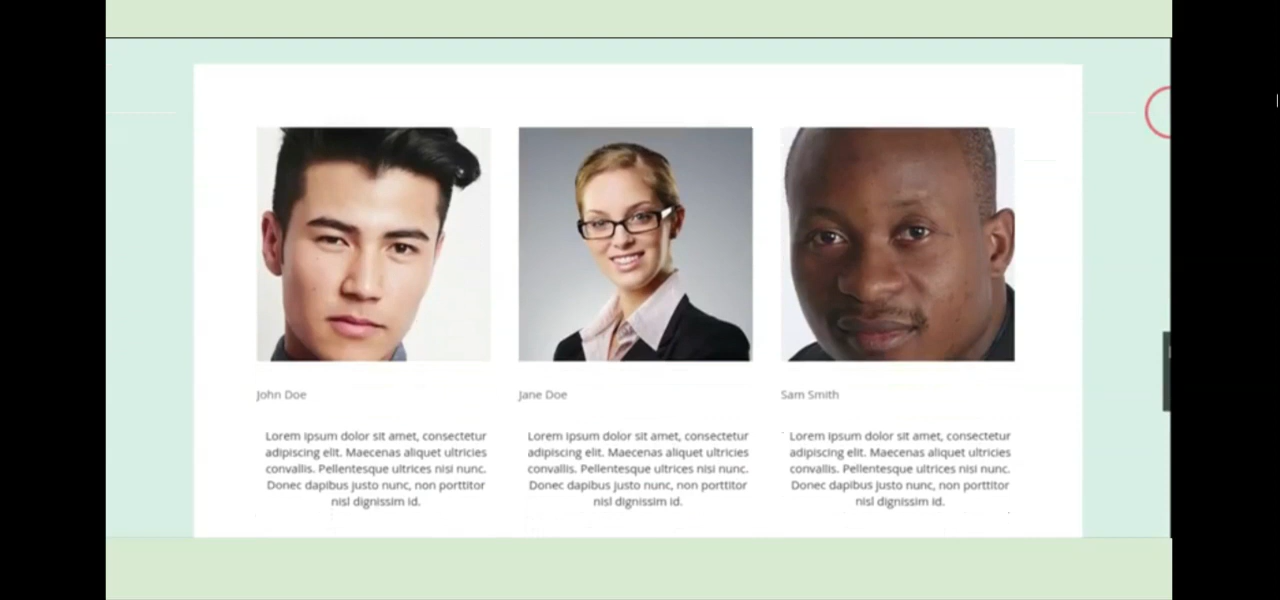 John Doe
Jane Doe
Sam Smith
Lorem ipsum dolor sit amet, consectetur
adipiscing elit. Maecenas aliquet ultricies
convallis. Pellentesque ultrices nisi nunc.
Donec dapibus justo nunc, non porttitor
nisl dignissim id.
Lorem ipsum dolor sit amet, consectetur
adipiscing elit. Maecenas aliquet ultricies
convallis. Pellentesque ultrices nisi nunc.
Donec dapibus justo nunc, non porttitor
nisl dignissim id.
Lorem ipsum dolor sit amet, consectetur
adipiscing elit. Maecenas aliquet ultricies
convallis. Pellentesque ultrices nisi nunc.
Donec dapibus justo nunc, non porttitor
nisl dignissim id.